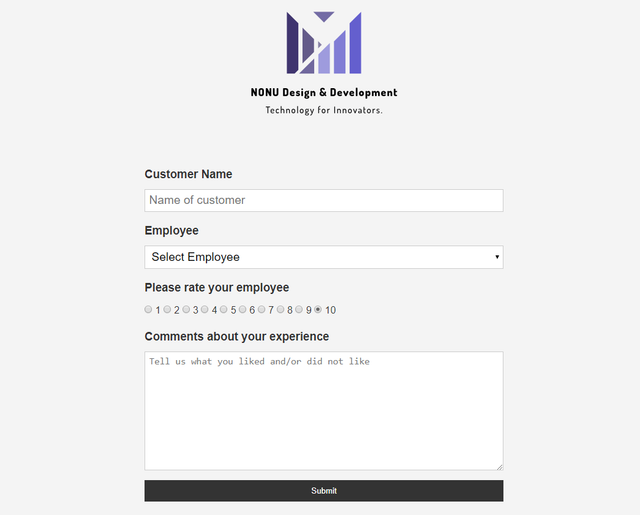 NONU Design & Development
Technology for Innovators.
Customer Name
Name of customer
Employee
Select Employee
Please rate your employee
1 2 3 4 5 6 7 8 9 10
Comments about your experience
Tell us what you liked and/or did not like
Submit